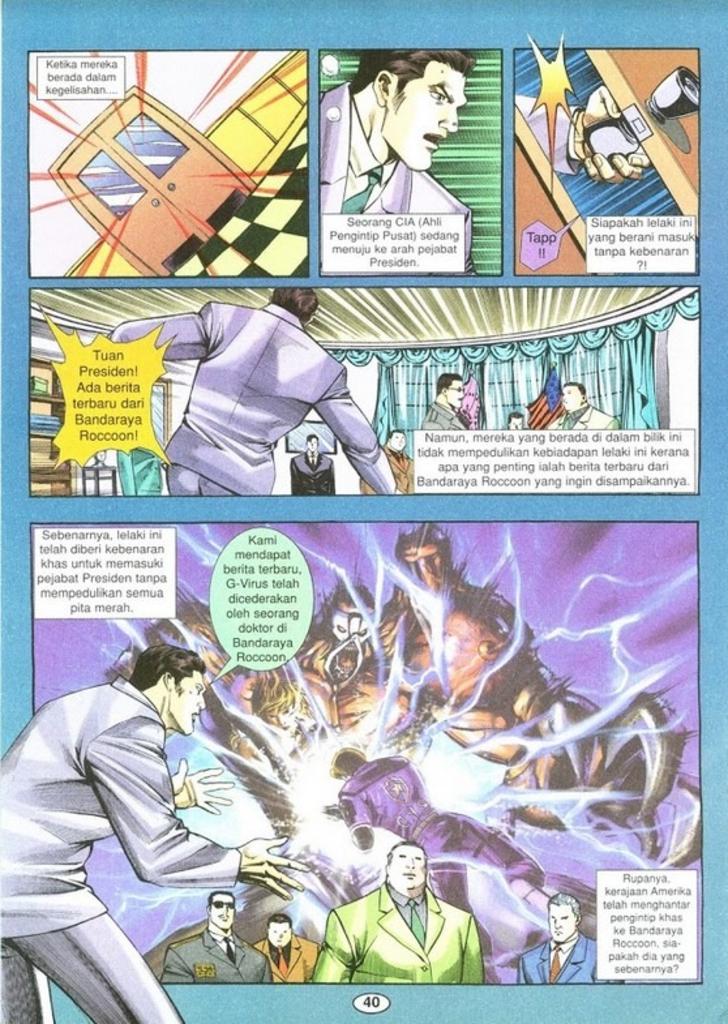 Ketika mereka
berada dalam
kegelisahan....
Seorang CIA (Ahli
Pengintip Pusat) sedang
menuju ke arah pejabat
Presiden.
Tapp
!!
Siapakah lelaki ini
yang berani masuk
tanpa kebenaran
?!
Tuan
Presiden!
Ada berita
terbaru dari
Bandaraya
Roccoon!
Namun, mereka yang berada di dalam bilik ini
tidak mempedulikan kebiadapan lelaki ini kerana
apa yang penting ialah berita terbaru dari
Bandaraya Roccoon yang ingin disampaikannya.
Sebenarnya, lelaki ini
telah diberi kebenaran
khas untuk memasuki
pejabat Presiden tanpa
mempedulikan semua
pita merah.
Kami
mendapat
berita terbaru,
G-Virus telah
dicederakan
oleh seorang
doktor di
Bandaraya
Roccoon.
Rupanya,
kerajaan Amerika
telah menghantar
pengintip khas
ke Bandaraya
Roccoon, sia-
pakah dia yang
sebenarnya?
40